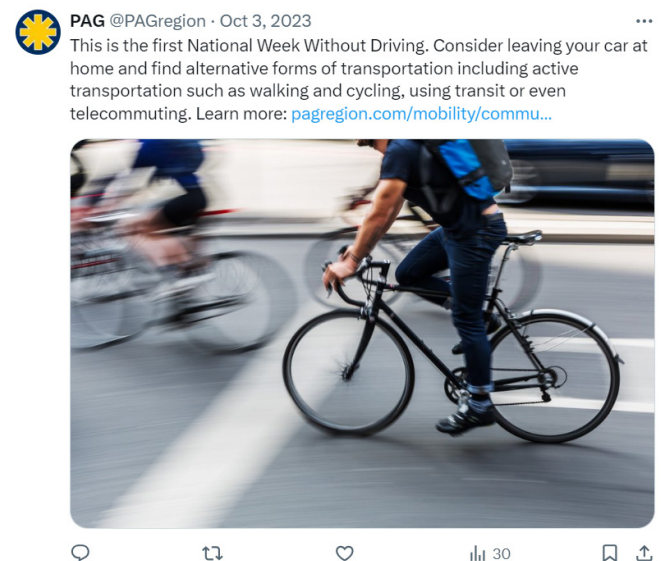 PAG @PAGregion · Oct 3, 2023
This is the first National Week Without Driving. Consider leaving your car at
home and find alternative forms of transportation including active
transportation such as walking and cycling, using transit or even
telecommuting. Learn more: pagregion.com/mobility/commu...
30